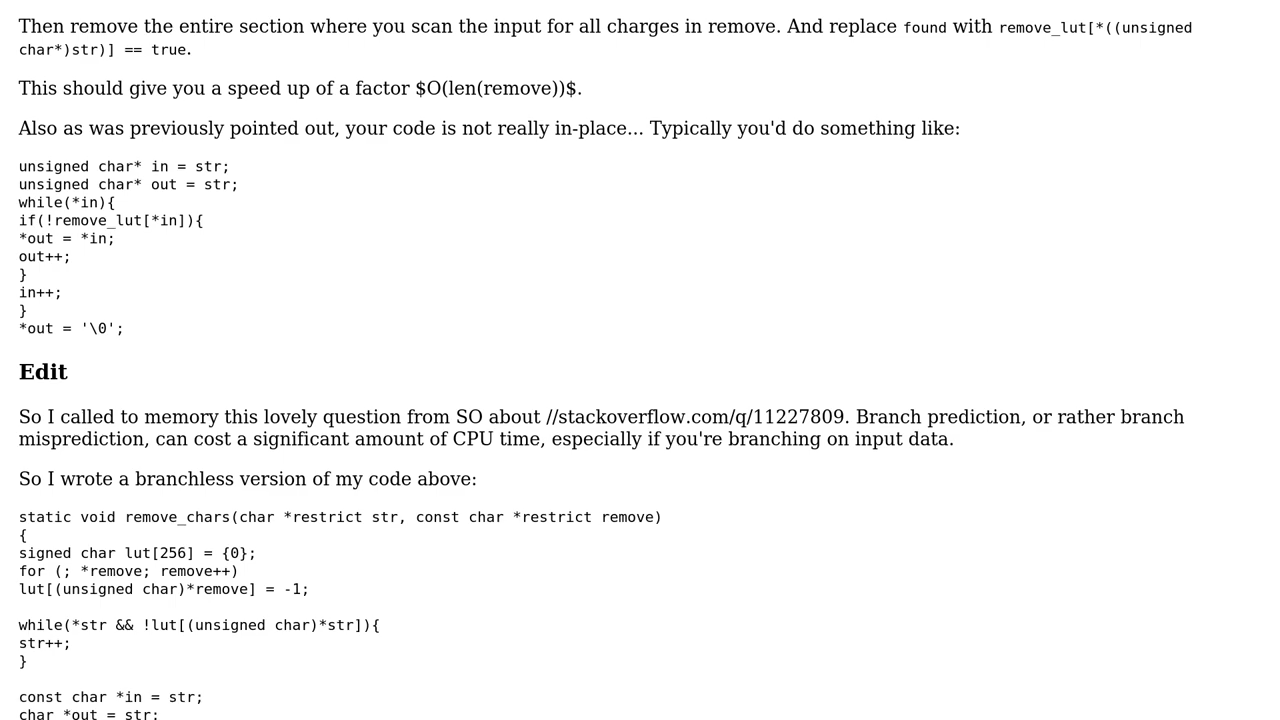 Then remove the entire section where you scan the input for all charges in remove. And replace found with remove_lut[*((unsigned
char*)str)] == true.
This should give you a speed up of a factor $O(len(remove))$.
Also as was previously pointed out, your code is not really in-place... Typically you'd do something like:
unsigned char* in = str;
unsigned char* out = str;
while(*in){
if(!remove_lut[*in]){
*out = *in;
out++;
}
in++;
}
*out = '\0';
Edit
So I called to memory this lovely question from SO about //stackoverflow.com/q/11227809. Branch prediction, or rather branch
misprediction, can cost a significant amount of CPU time, especially if you're branching on input data.
So I wrote a branchless version of my code above:
static void remove_chars(char *restrict str, const char *restrict remove)
{
signed char lut[256] = {0};
for (; *remove; remove++)
lut[(unsigned char)*remove] = -1;
while(*str && !lut[(unsigned char)*str]){
str++;
}
const char *in = str;
char *out = str;